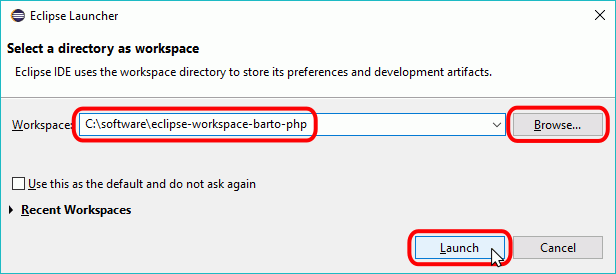 Eclipse Launcher
Select a directory as workspace
Eclipse IDE uses the workspace directory to store its preferences and development artifacts.
Workspace: C:\software\eclipse-workspace-barto-php Browse...
Use this as the default and do not ask again
Recent Workspaces
Launch Cancel